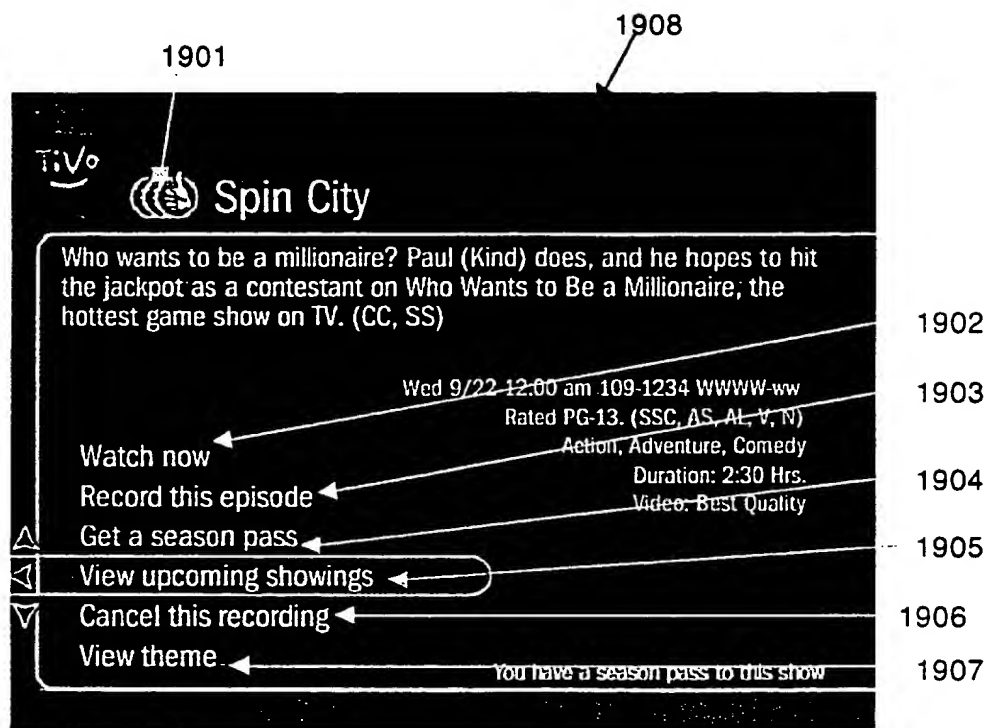 1908
1901
TiVo
Spin City
Who wants to be a millionaire? Paul (Kind) does, and he hopes to hit
the jackpot as a contestant on Who Wants to Be a Millionaire, the
hottest game show on TV. (CC, SS)
1902
Wed 9/22 12:00 am 109-1234 WWWW-ww
1903
Rated PG-13. (SSC, AS, AL, V, N)
Action, Adventure, Comedy
Watch now
Duration: 2:30 Hrs.
1904
Record this episode
Video: Best Quality
Get a season pass
1905
View upcoming showings
Cancel this recording
1906
View theme
You have a season pass to this show
1907